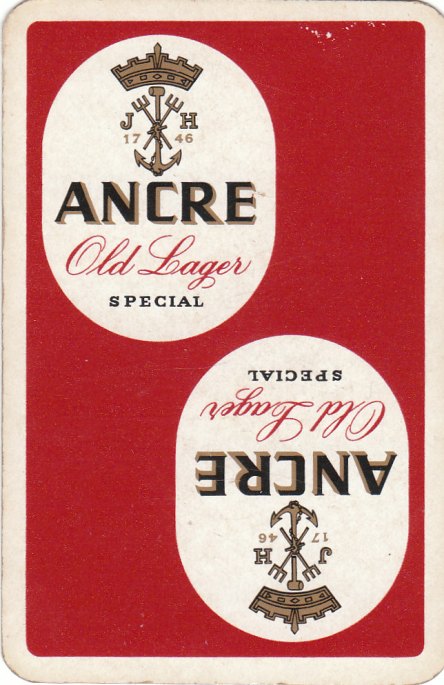 J H
17 46
ANCRE
Old Lager
SPECIAL
SPECIAL
Old Lager
ANCRE
17 46
J H